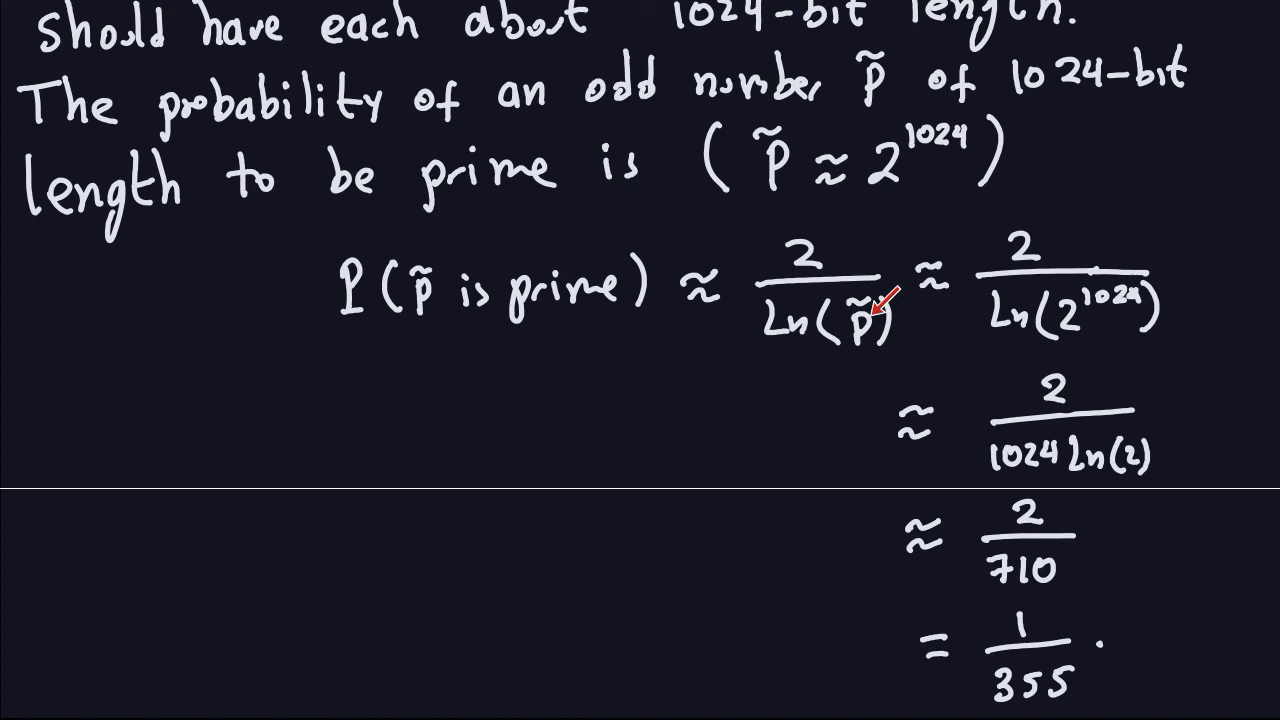 should have each about 1024-bit length.
The probability of an odd number p̃ of 1024-bit
length to be prime is ( p̃ ≈ 2^1024 )
P( p̃ is prime ) ≈ 2 / Ln( p̃ ) ≈ 2 / Ln(2^1024)
≈ 2 / 1024 Ln(2)
≈ 2 / 710
= 1 / 355 .